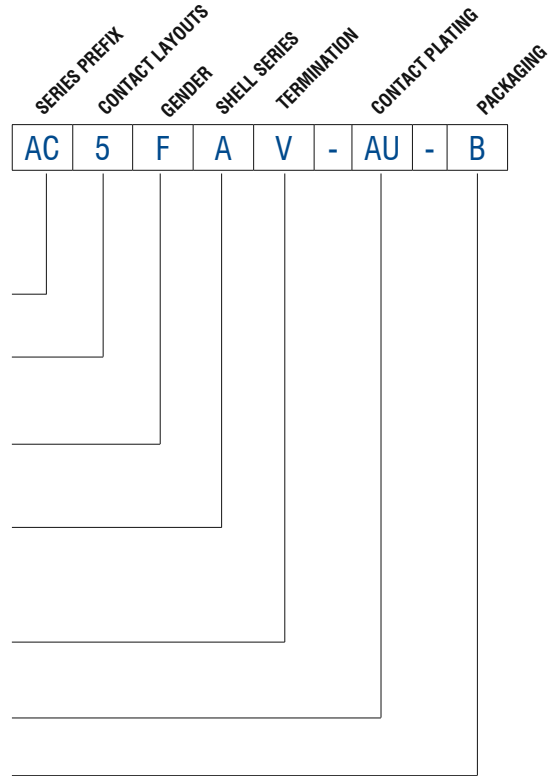 SERIES PREFIX
CONTACT LAYOUTS
GENDER
SHELL SERIES
TERMINATION
CONTACT PLATING
PACKAGING
AC 5 F A V - AU - B